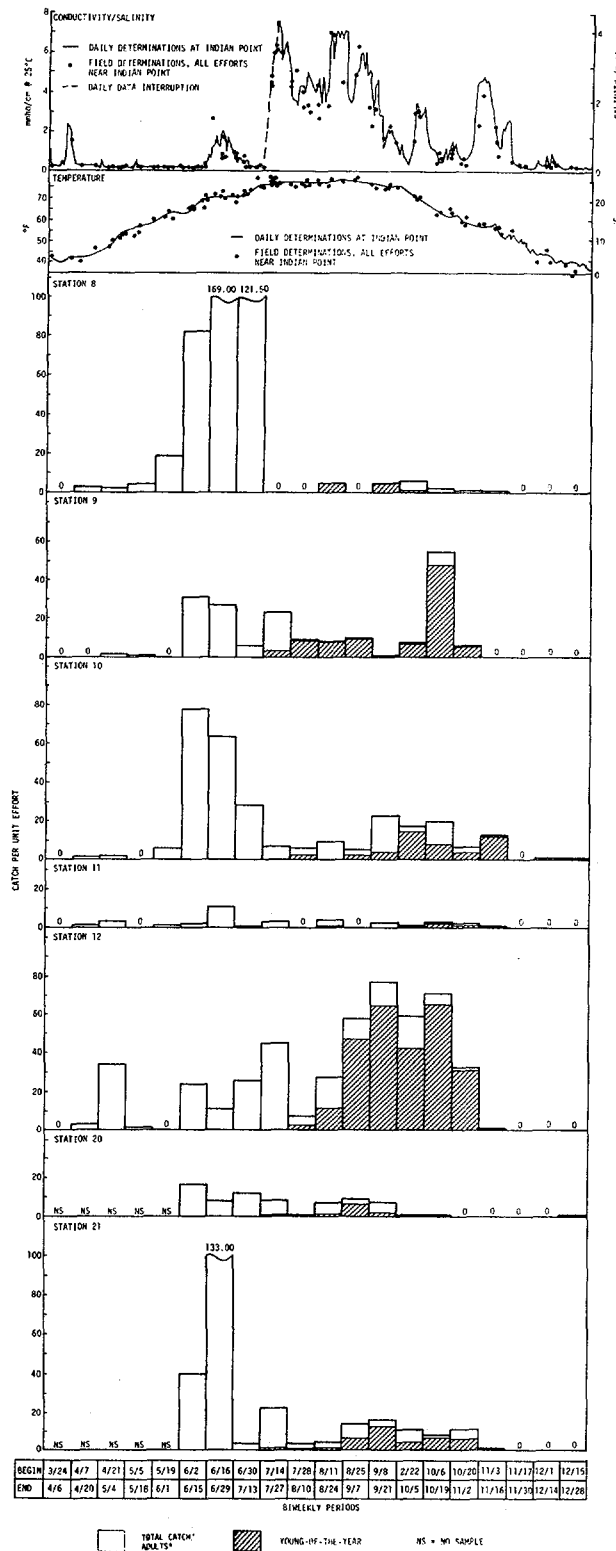 CONDUCTIVITY/SALINITY
8
6
4
2
0
mmho/cm @ 25°C
DAILY DETERMINATIONS AT INDIAN POINT
FIELD DETERMINATIONS, ALL EFFORTS
NEAR INDIAN POINT
DAILY DATA INTERRUPTION
4
2
0
TEMPERATURE
70
60
50
40
°F
DAILY DETERMINATIONS AT INDIAN POINT
FIELD DETERMINATIONS, ALL EFFORTS
NEAR INDIAN POINT
20
10
0
STATION 8
169.00 121.50
100
80
60
40
20
0
0 0 0 0 0 0 0
STATION 9
60
40
20
0
0 0 0 0 0 0 0
STATION 10
80
60
40
20
0
0 0 0
CATCH PER UNIT EFFORT
STATION 11
20
0
0 0 0 0 0 0 0
STATION 12
80
60
40
20
0
0 0 0 0 0
STATION 20
20
0
NS NS NS NS NS 0 0 0 0
STATION 21
133.00
100
80
60
40
20
0
NS NS NS NS NS 0 0 0
BEGIN 3/24 4/7 4/21 5/5 5/19 6/2 6/16 6/30 7/14 7/28 8/11 8/25 9/8 2/22 10/6 10/20 11/3 11/17 12/1 12/15
END 4/6 4/20 5/4 5/18 6/1 6/15 6/29 7/13 7/27 8/10 8/24 9/7 9/21 10/5 10/19 11/2 11/16 11/30 12/14 12/28
BIWEEKLY PERIODS
TOTAL CATCH,
ADULTS*
YOUNG-OF-THE-YEAR
NS = NO SAMPLE